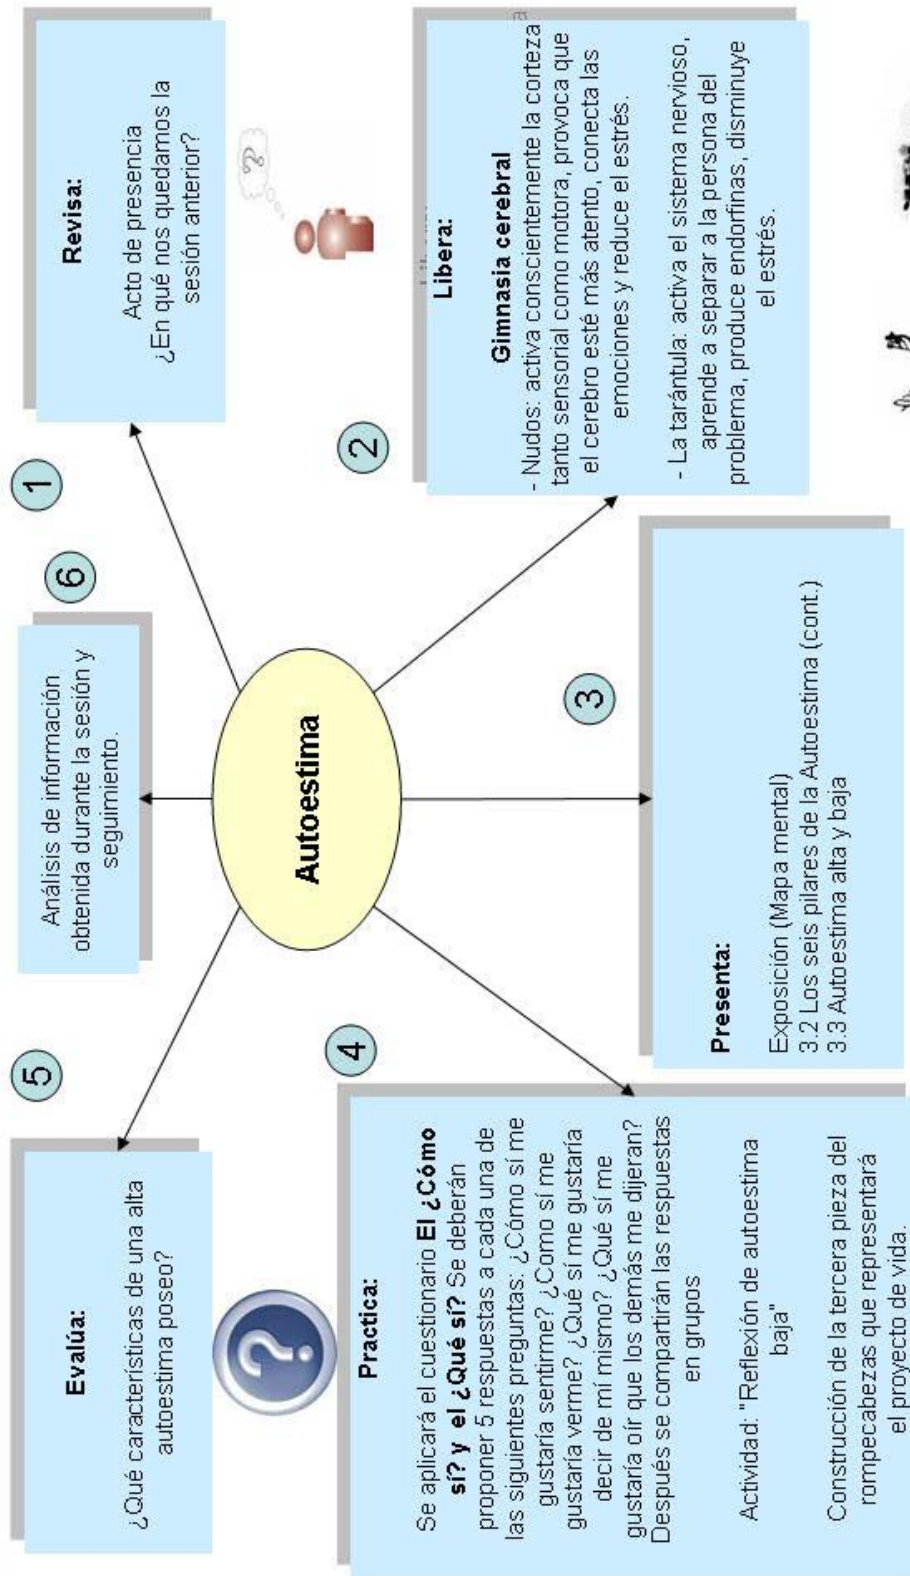 1
Revisa:
Acto de presencia
¿En qué nos quedamos la
sesión anterior?
?
2
Libera:
Gimnasia cerebral
- Nudos: activa conscientemente la corteza
tanto sensorial como motora, provoca que
el cerebro esté más atento, conecta las
emociones y reduce el estrés.
- La tarántula: activa el sistema nervioso,
aprende a separar a la persona del
problema, produce endorfinas, disminuye
el estrés.
3
Presenta:
Exposición (Mapa mental)
3.2 Los seis pilares de la Autoestima (cont.)
3.3 Autoestima alta y baja
4
Practica:
Se aplicará el cuestionario El ¿Cómo
sí? y el ¿Qué sí? Se deberán
proponer 5 respuestas a cada una de
las siguientes preguntas: ¿Cómo sí me
gustaría sentirme? ¿Como sí me
gustaría verme? ¿Qué sí me gustaría
decir de mí mismo? ¿Qué sí me
gustaría oír que los demás me dijeran?
Después se compartirán las respuestas
en grupos
Actividad: "Reflexión de autoestima
baja"
Construcción de la tercera pieza del
rompecabezas que representará
el proyecto de vida.
5
Evalúa:
¿Qué características de una alta
autoestima poseo?
?
6
Análisis de información
obtenida durante la sesión y
seguimiento.
Autoestima